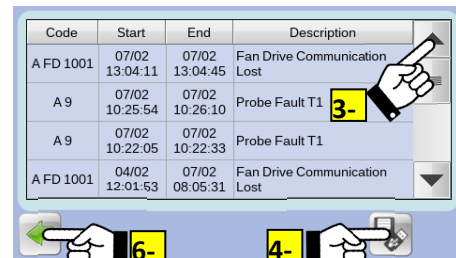 Code Start End Description
A FD 1001 07/02 13:04:11 07/02 13:04:45 Fan Drive Communication Lost
A 9 07/02 10:25:54 07/02 10:26:10 Probe Fault T1
3-
A 9 07/02 10:22:05 07/02 10:22:33 Probe Fault T1
A FD 1001 04/02 12:01:53 07/02 08:05:31 Fan Drive Communication Lost
6- 4-